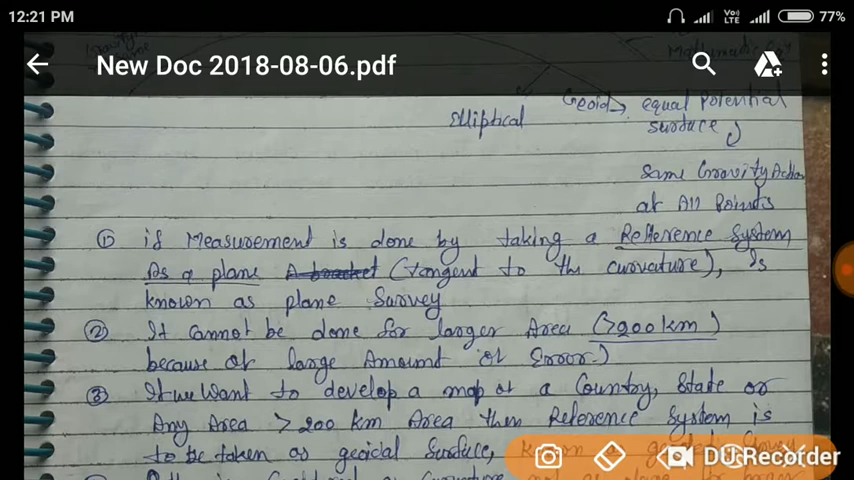 12:21 PM
Vo) LTE
77%
New Doc 2018-08-06.pdf
Elliptical
Geoid → equal Potential
surface
same Gravity Action
at All Points
① if Measurement is done by taking a Reference System
As a plane (tangent to the curvature), Is
known as plane Survey
② It cannot be done for larger Area (>200 km)
because of large Amount of Error.)
③ If we want to develop a map of a Country, State or
Any Area > 200 km Area then Reference System is
to be taken as geoidal Surface,
DU Recorder